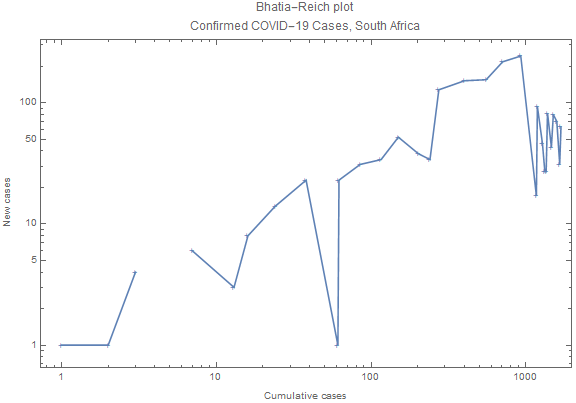 Bhatia–Reich plot
Confirmed COVID–19 Cases, South Africa
100
50
10
5
1
New cases
1
10
100
1000
Cumulative cases